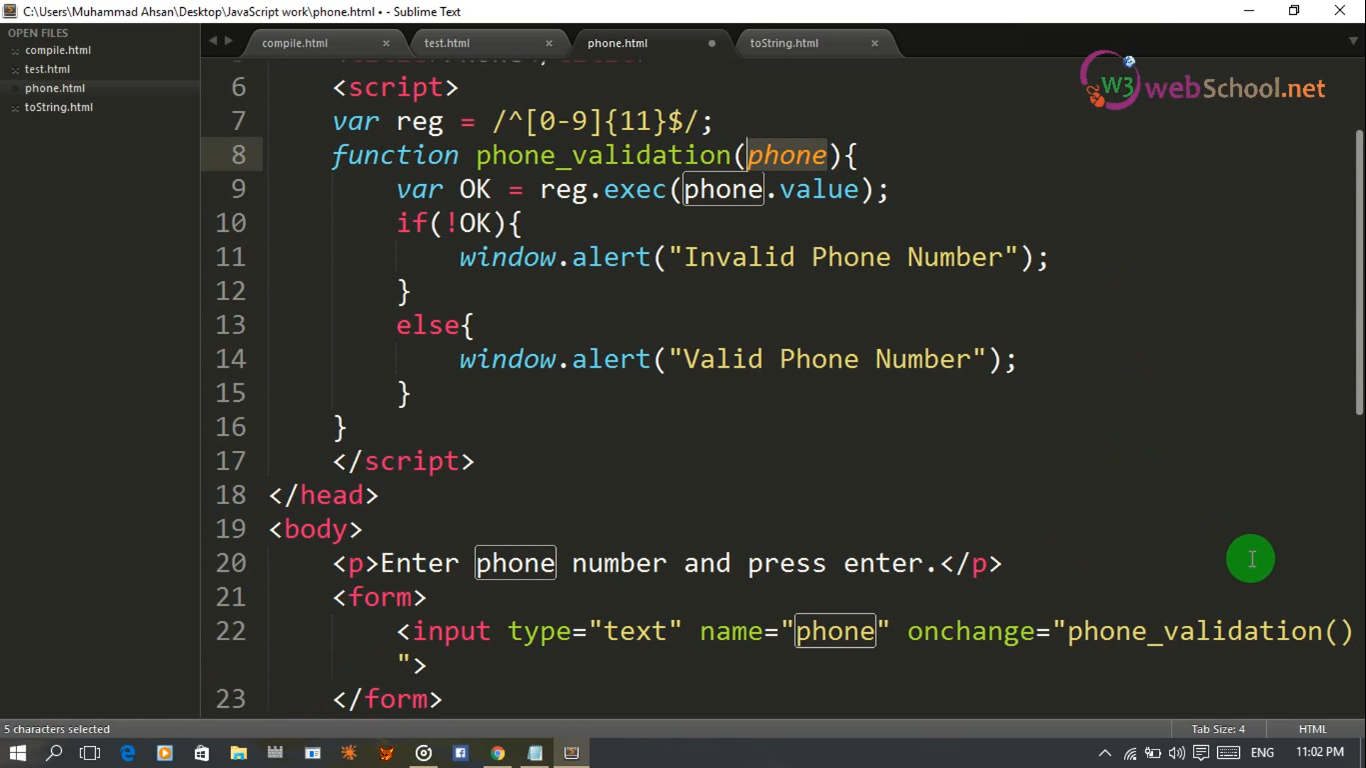 C:\Users\Muhammad Ahsan\Desktop\JavaScript work\phone.html • - Sublime Text
OPEN FILES
compile.html
test.html
phone.html
toString.html
compile.html × test.html × phone.html toString.html ×
W3 webSchool.net
6 <script>
7 var reg = /^[0-9]{11}$/;
8 function phone_validation(phone){
9 var OK = reg.exec(phone.value);
10 if(!OK){
11 window.alert("Invalid Phone Number");
12 }
13 else{
14 window.alert("Valid Phone Number");
15 }
16 }
17 </script>
18 </head>
19 <body>
20 <p>Enter phone number and press enter.</p>
21 <form>
22 <input type="text" name="phone" onchange="phone_validation()
">
23 </form>
5 characters selected Tab Size: 4 HTML
ENG 11:02 PM